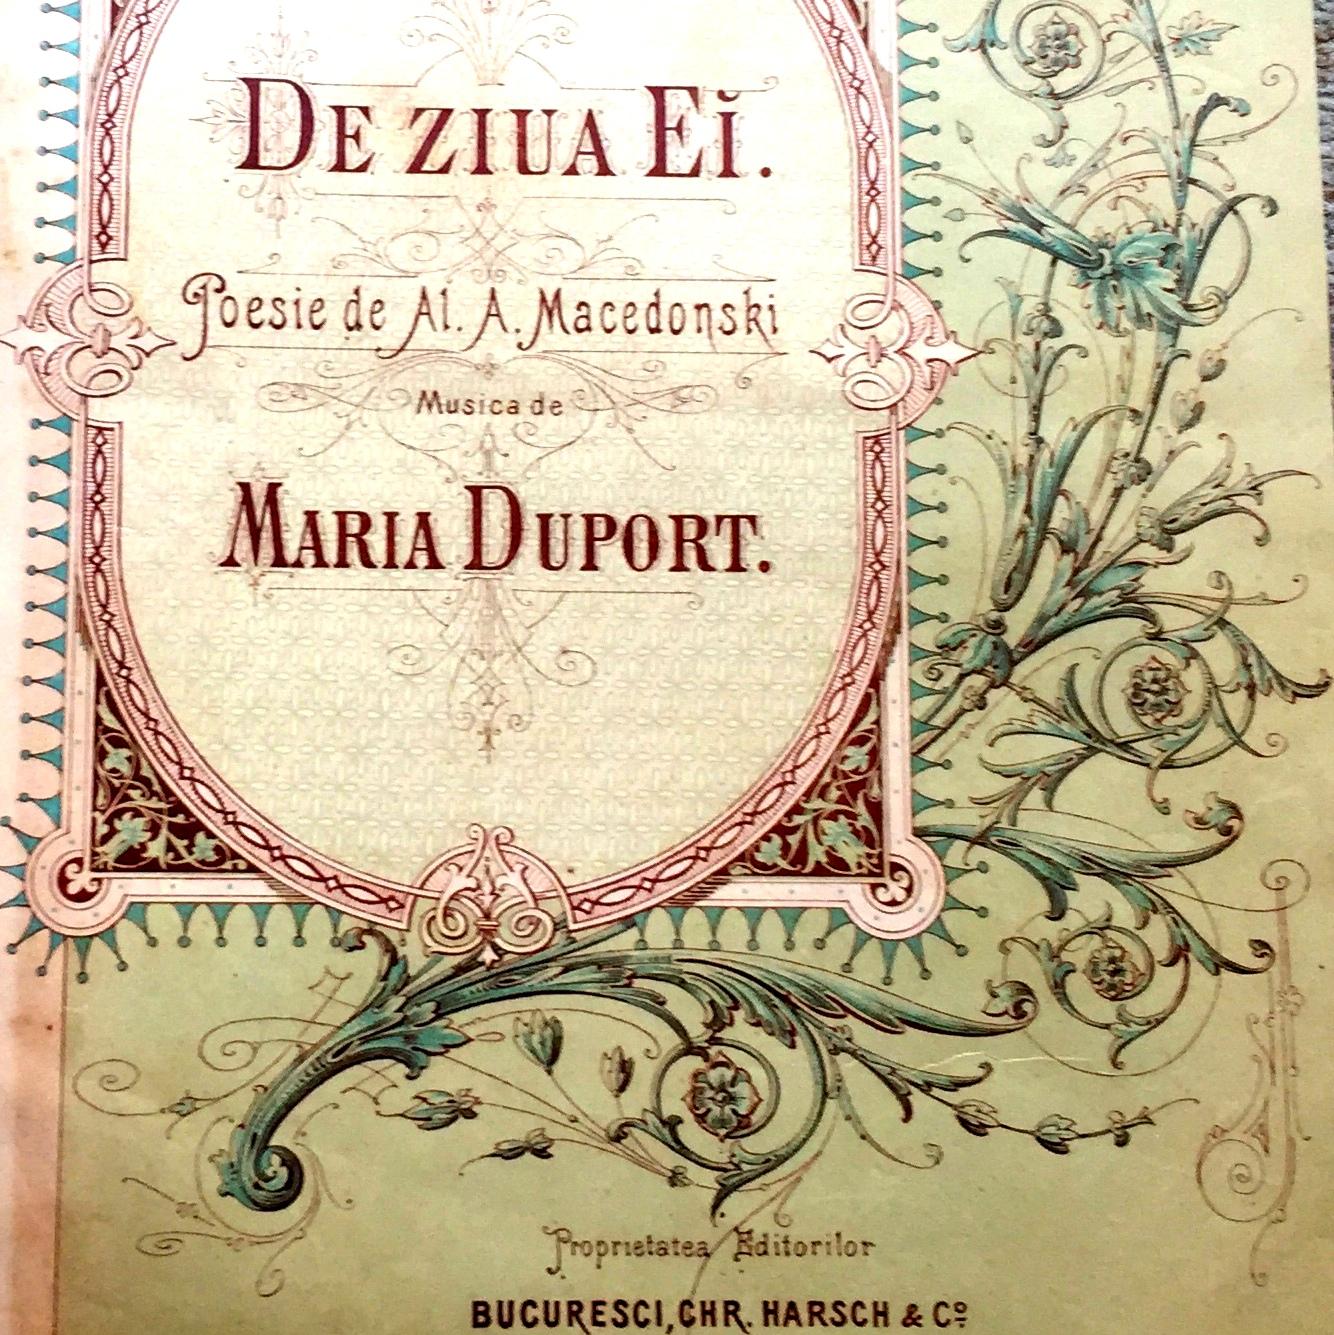 DE ZIUA EĬ.
Poesie de Al. A. Macedonski
Musica de
MARIA DUPORT.
Proprietatea Editorilor
BUCURESCI, CHR. HARSCH & Cº